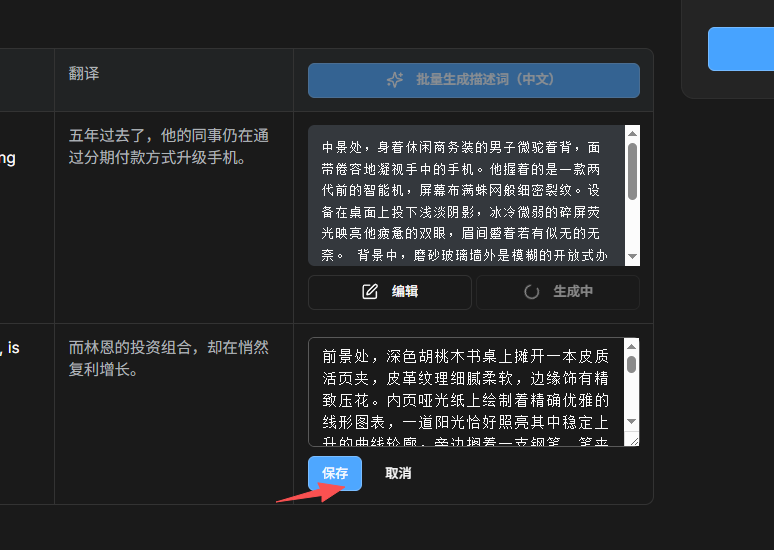 翻译
批量生成描述词（中文）
ng
五年过去了，他的同事仍在通
过分期付款方式升级手机。
中景处，身着休闲商务装的男子微驼着背，面
带倦容地凝视手中的手机。他握着的是一款两
代前的智能机，屏幕布满蛛网般细密裂纹。设
备在桌面上投下浅淡阴影，冰冷微弱的碎屏荧
光映亮他疲惫的双眼，眉间蹙着若有似无的无
奈。 背景中，磨砂玻璃墙外是模糊的开放式办
编辑
生成中
, is
而林恩的投资组合，却在悄然
复利增长。
前景处，深色胡桃木书桌上摊开一本皮质
活页夹，皮革纹理细腻柔软，边缘饰有精
致压花。内页哑光纸上绘制着精确优雅的
线形图表，一道阳光恰好照亮其中稳定上
升的曲线轮廓，旁边搁着一支钢笔，笔夹
保存
取消